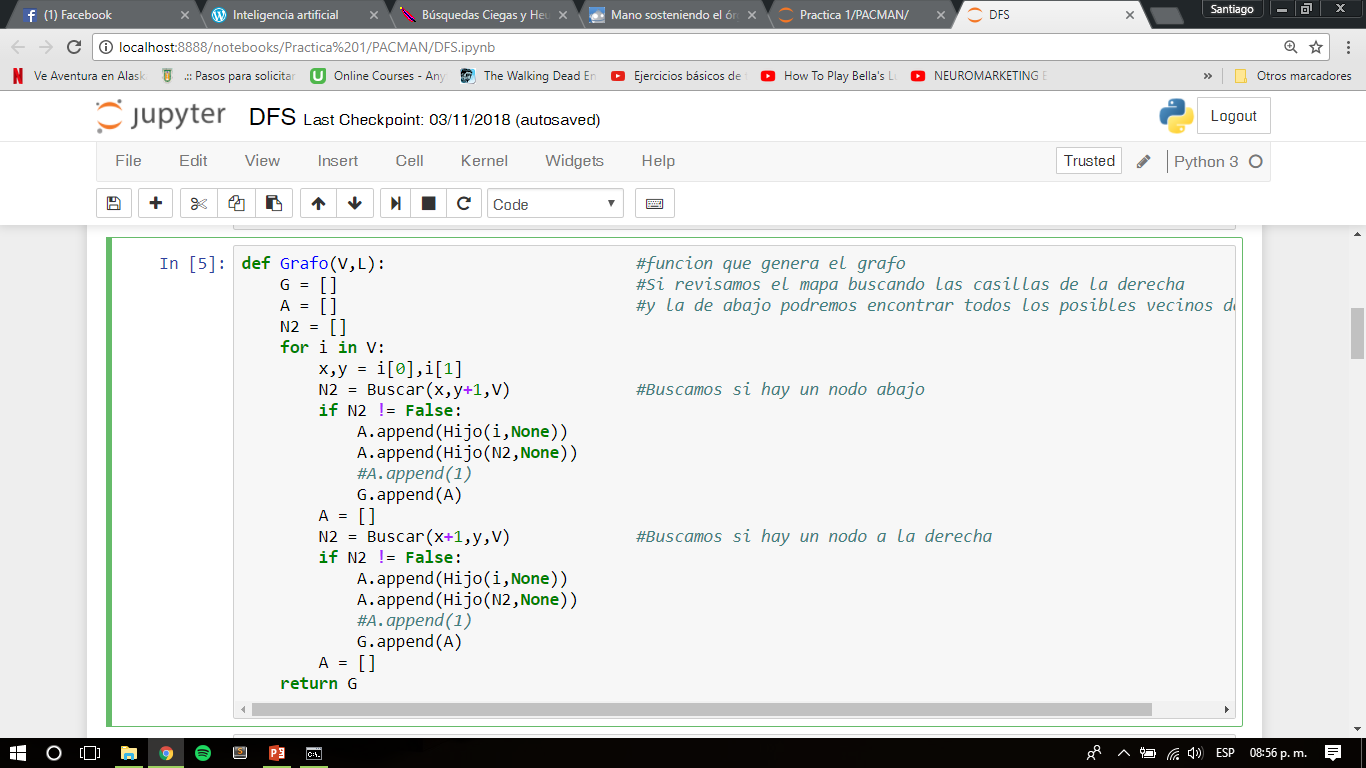 (1) Facebook
Inteligencia artificial
Búsquedas Ciegas y Heu
Mano sosteniendo el ór
Practica 1/PACMAN/
DFS
Santiago
localhost:8888/notebooks/Practica%201/PACMAN/DFS.ipynb
Ve Aventura en Alask
.:: Pasos para solicitar
Online Courses - Any
The Walking Dead En
Ejercicios básicos de
How To Play Bella's Lu
NEUROMARKETING E
»
Otros marcadores
jupyter DFS Last Checkpoint: 03/11/2018 (autosaved)
Logout
File Edit View Insert Cell Kernel Widgets Help
Trusted
Python 3
Code
In [5]:
def Grafo(V,L): #funcion que genera el grafo
    G = [] #Si revisamos el mapa buscando las casillas de la derecha
    A = [] #y la de abajo podremos encontrar todos los posibles vecinos de
    N2 = []
    for i in V:
        x,y = i[0],i[1]
        N2 = Buscar(x,y+1,V) #Buscamos si hay un nodo abajo
        if N2 != False:
            A.append(Hijo(i,None))
            A.append(Hijo(N2,None))
            #A.append(1)
            G.append(A)
        A = []
        N2 = Buscar(x+1,y,V) #Buscamos si hay un nodo a la derecha
        if N2 != False:
            A.append(Hijo(i,None))
            A.append(Hijo(N2,None))
            #A.append(1)
            G.append(A)
        A = []
    return G
ESP
08:56 p. m.